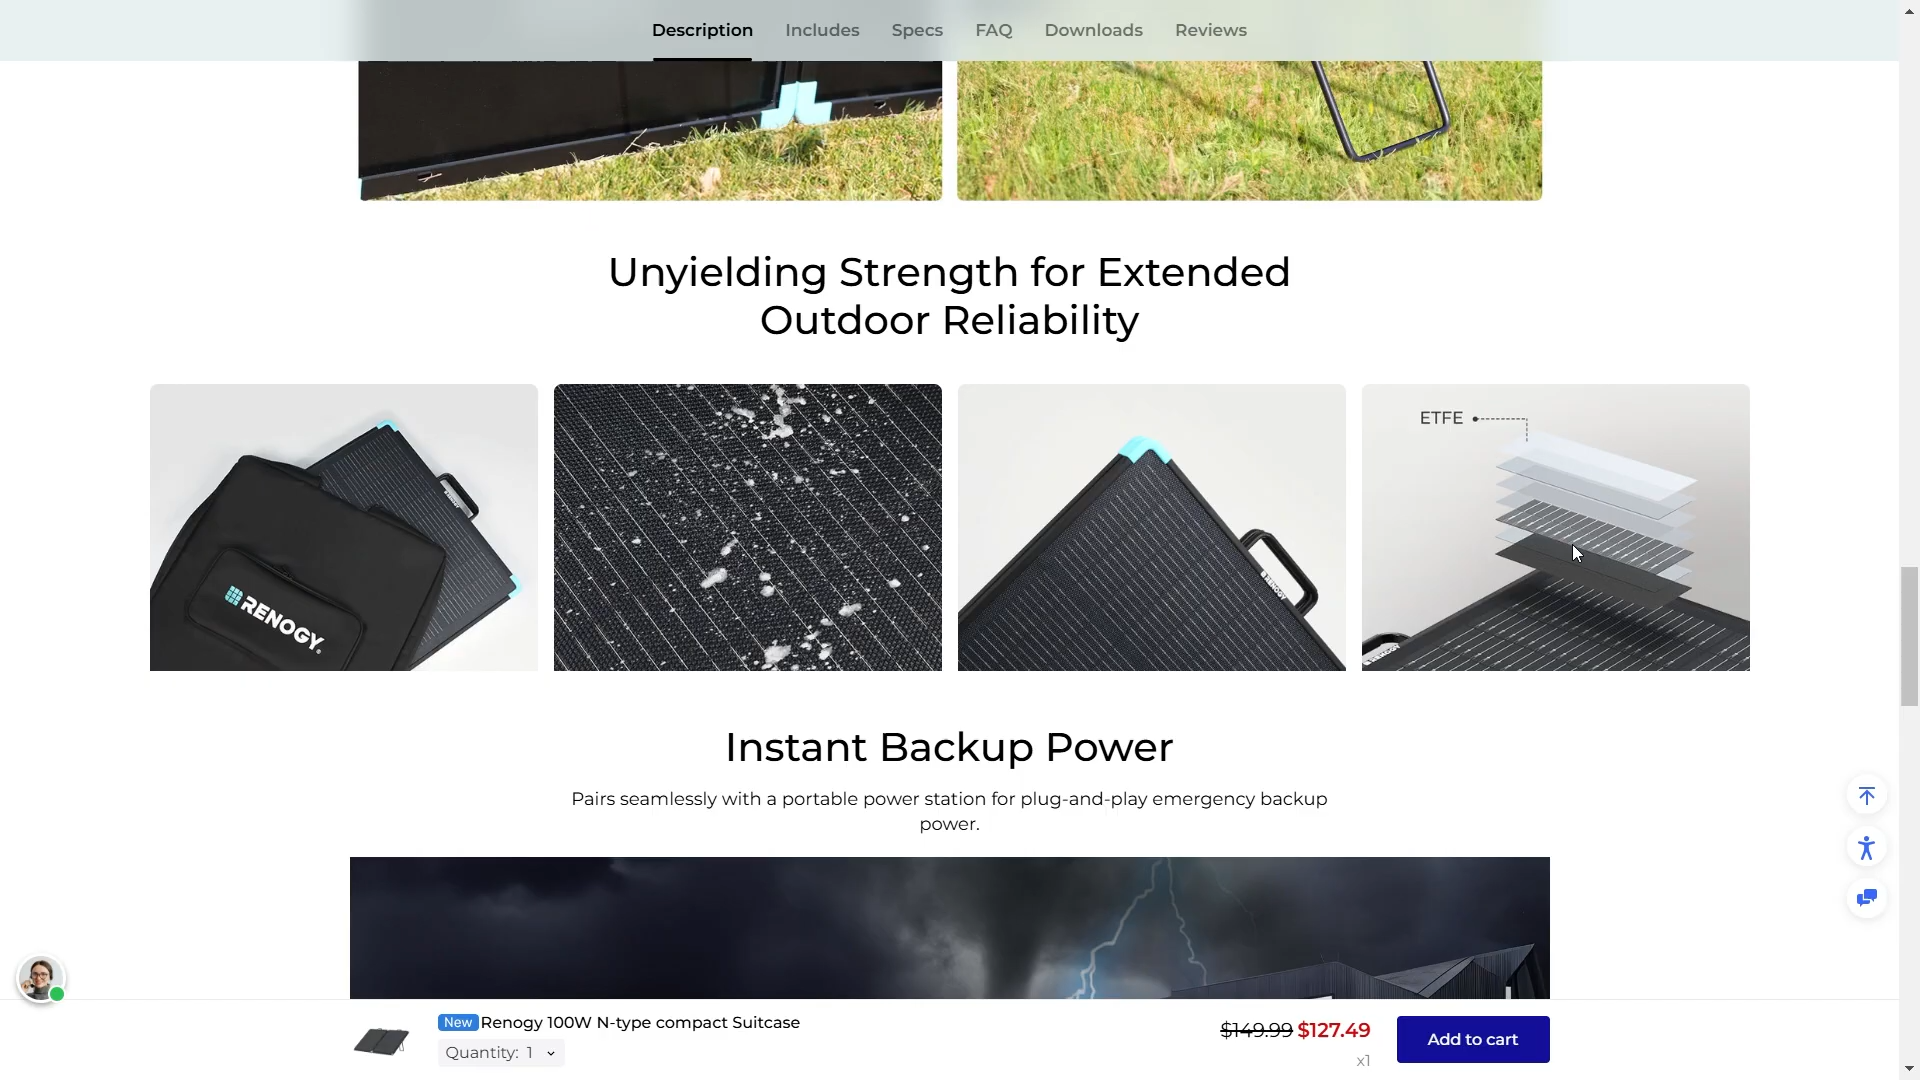 Description
Includes
Specs
FAQ
Downloads
Reviews
Unyielding Strength for Extended
Outdoor Reliability
RENOGY
ETFE
Instant Backup Power
Pairs seamlessly with a portable power station for plug-and-play emergency backup
power.
New Renogy 100W N-type compact Suitcase
Quantity: 1
$149.99 $127.49
x1
Add to cart